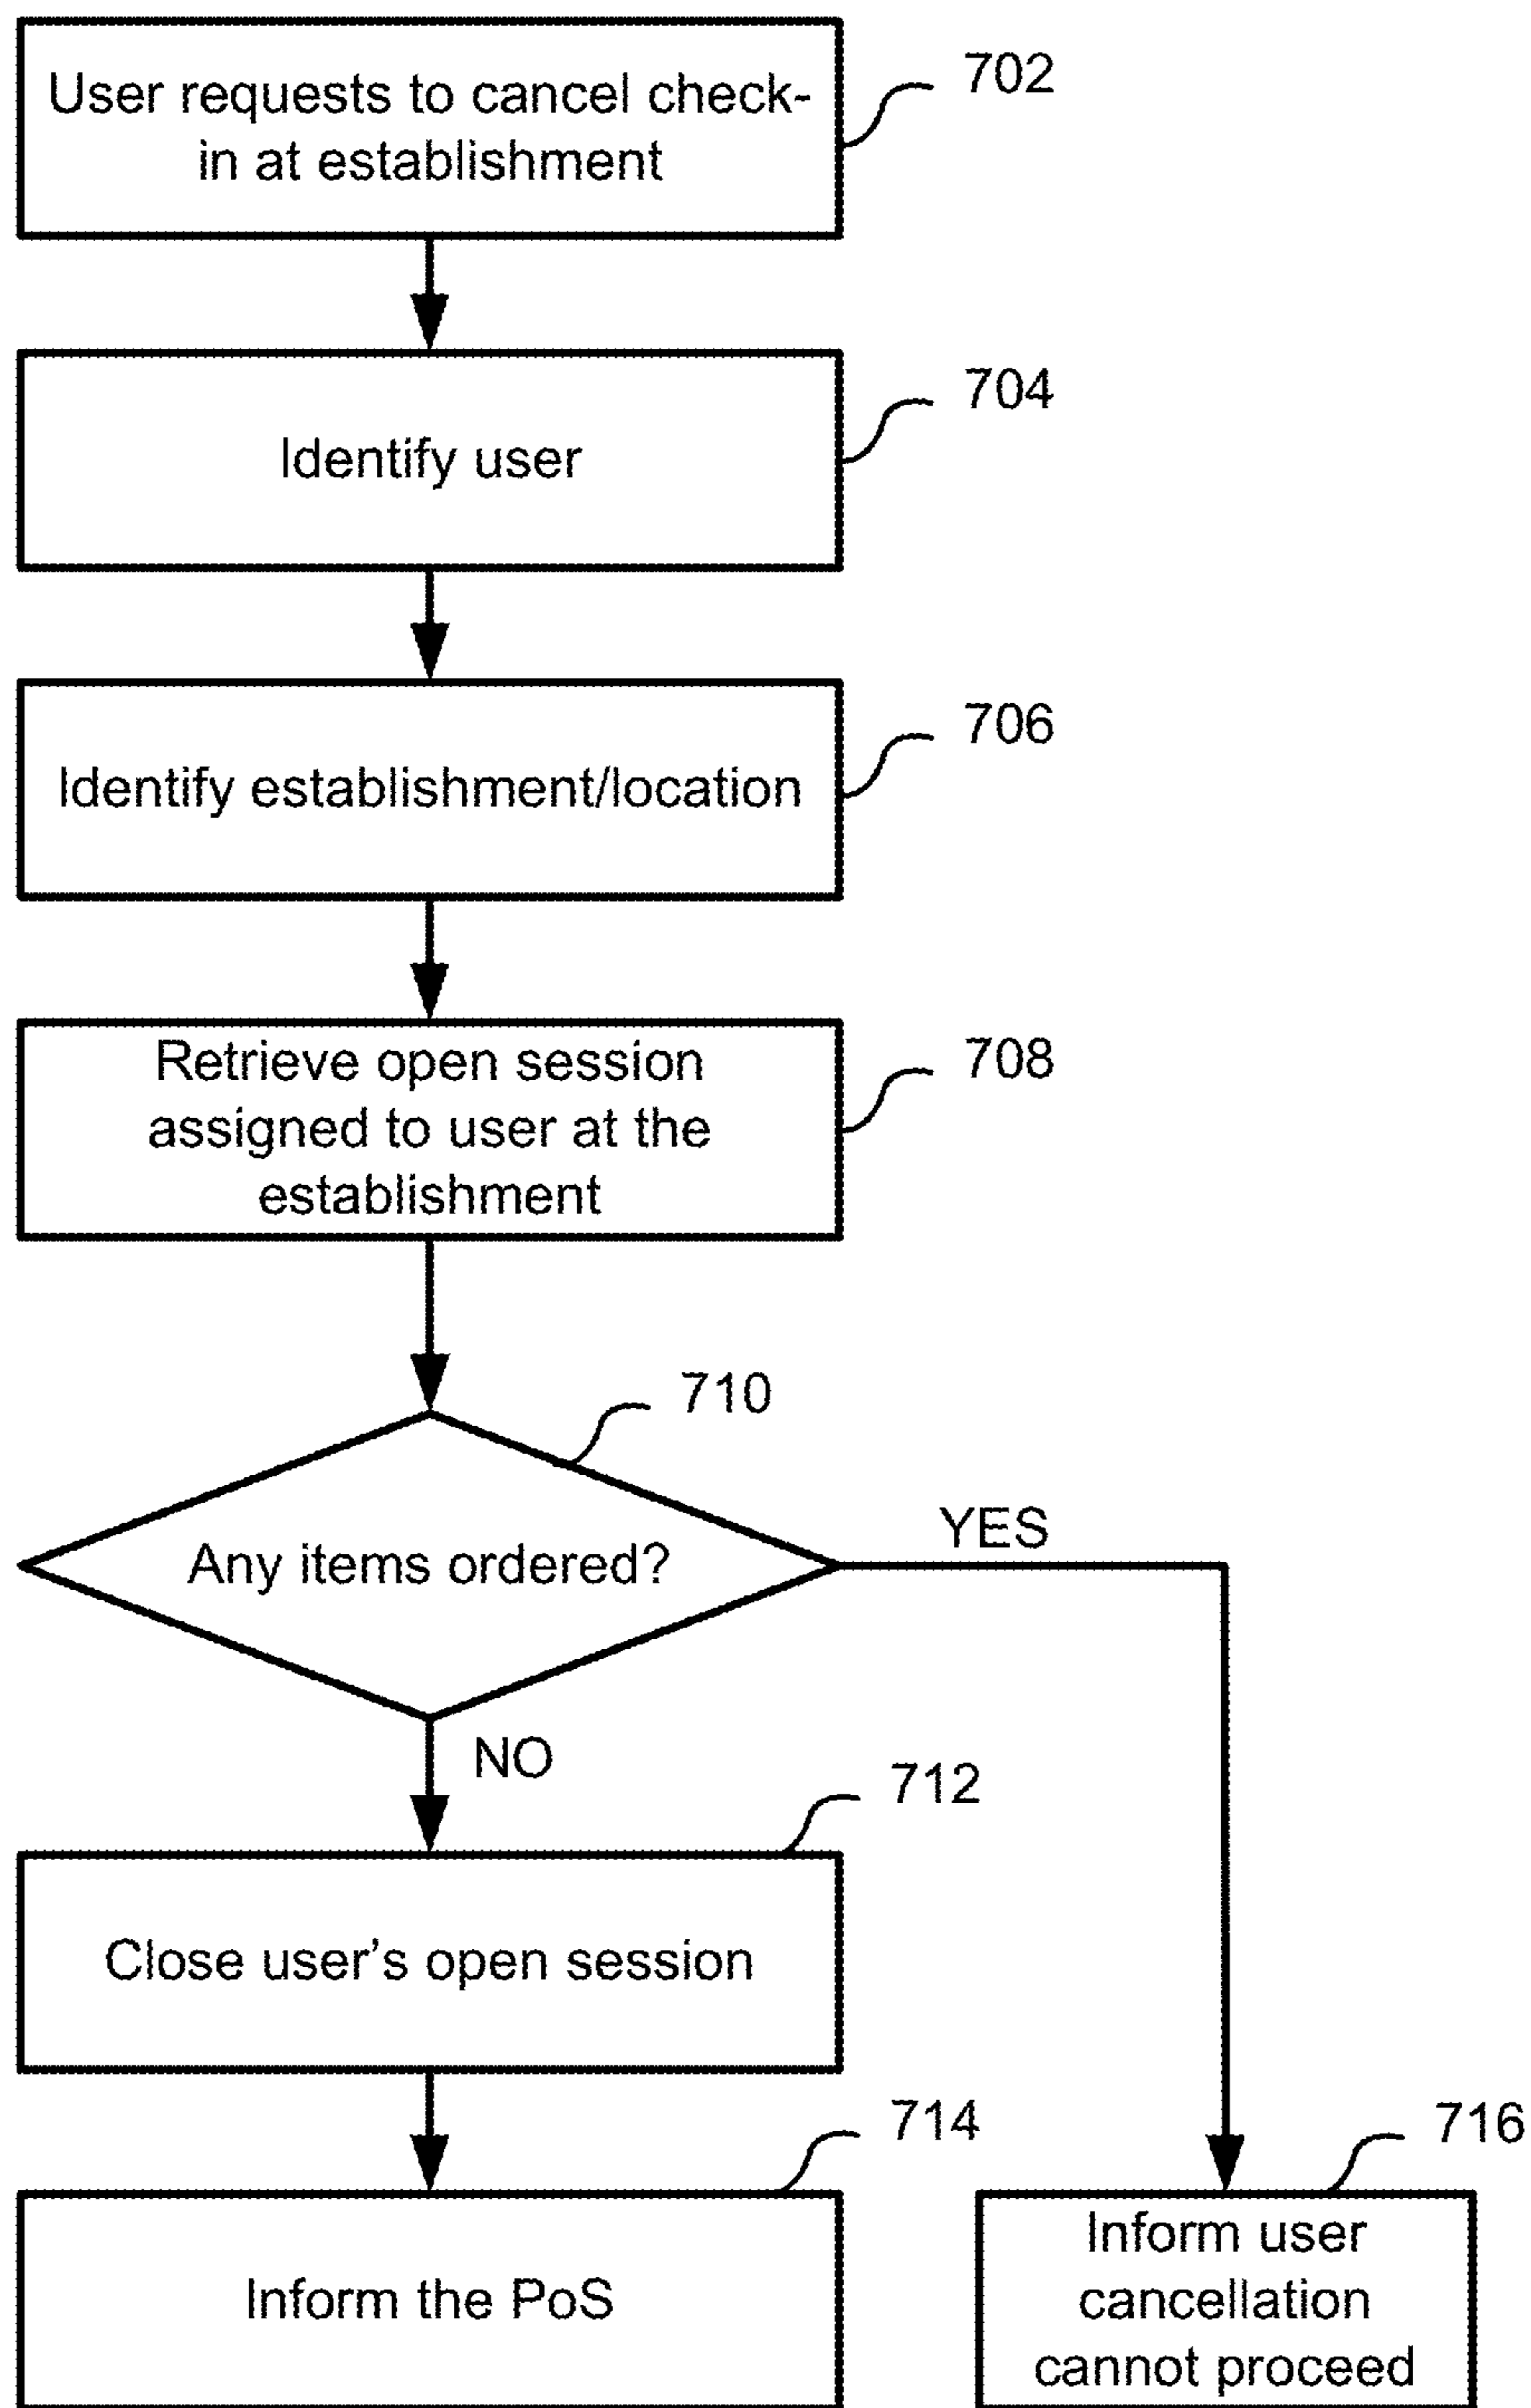 User requests to cancel check-
in at establishment
702
Identify user
704
Identify establishment/location
706
Retrieve open session
assigned to user at the
establishment
708
710
Any items ordered?
YES
NO
712
Close user's open session
714
Inform the PoS
716
Inform user
cancellation
cannot proceed